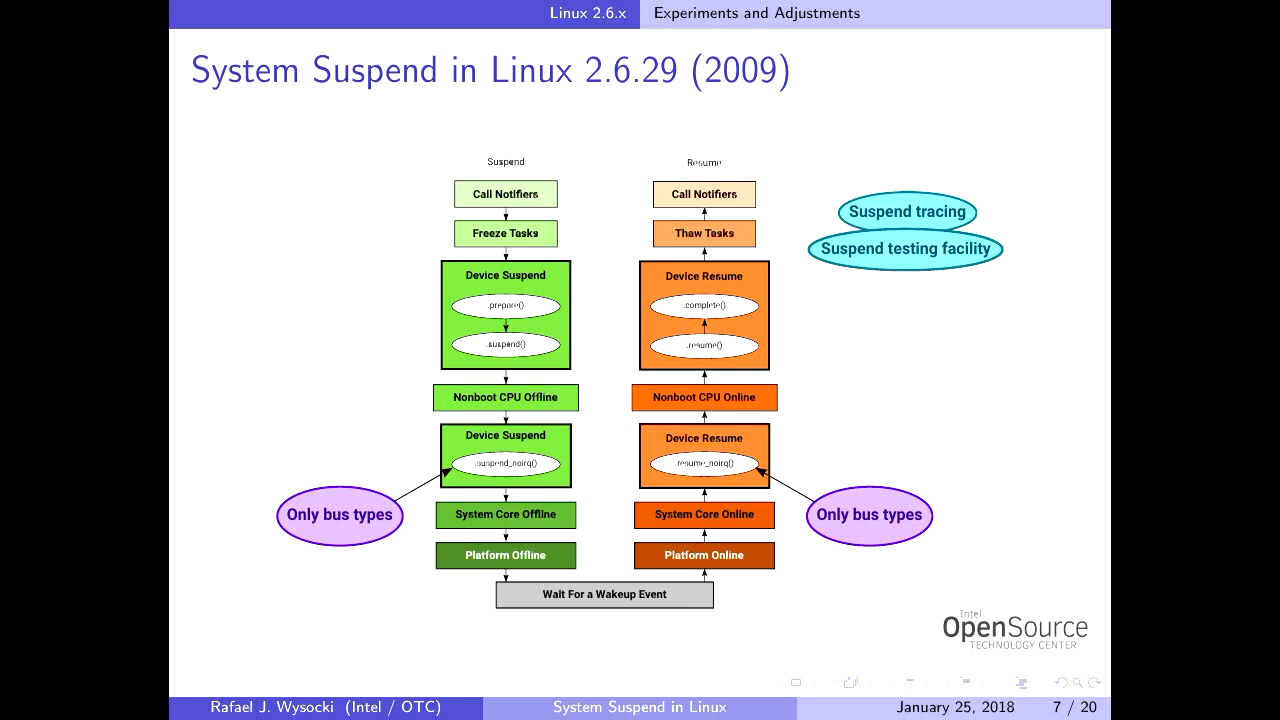 Linux 2.6.x Experiments and Adjustments
System Suspend in Linux 2.6.29 (2009)
Suspend
Call Notifiers
Freeze Tasks
Device Suspend
.prepare()
.suspend()
Nonboot CPU Offline
Device Suspend
.suspend_noirq()
System Core Offline
Platform Offline
Only bus types
Resume
Call Notifiers
Thaw Tasks
Device Resume
.complete()
.resume()
Nonboot CPU Online
Device Resume
.resume_noirq()
System Core Online
Platform Online
Wait For a Wakeup Event
Suspend tracing
Suspend testing facility
Only bus types
Intel
OpenSource
TECHNOLOGY CENTER
Rafael J. Wysocki (Intel / OTC) System Suspend in Linux January 25, 2018 7 / 20